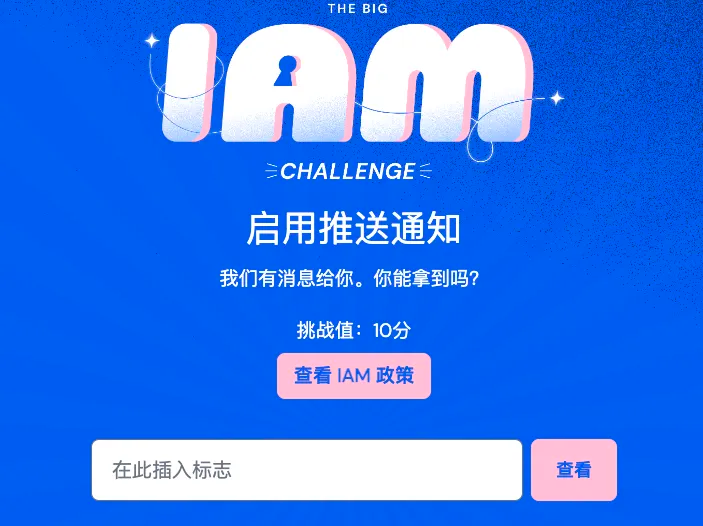 THE BIG
IAM
CHALLENGE
启用推送通知
我们有消息给你。你能拿到吗？
挑战值：10分
查看 IAM 政策
在此插入标志
查看